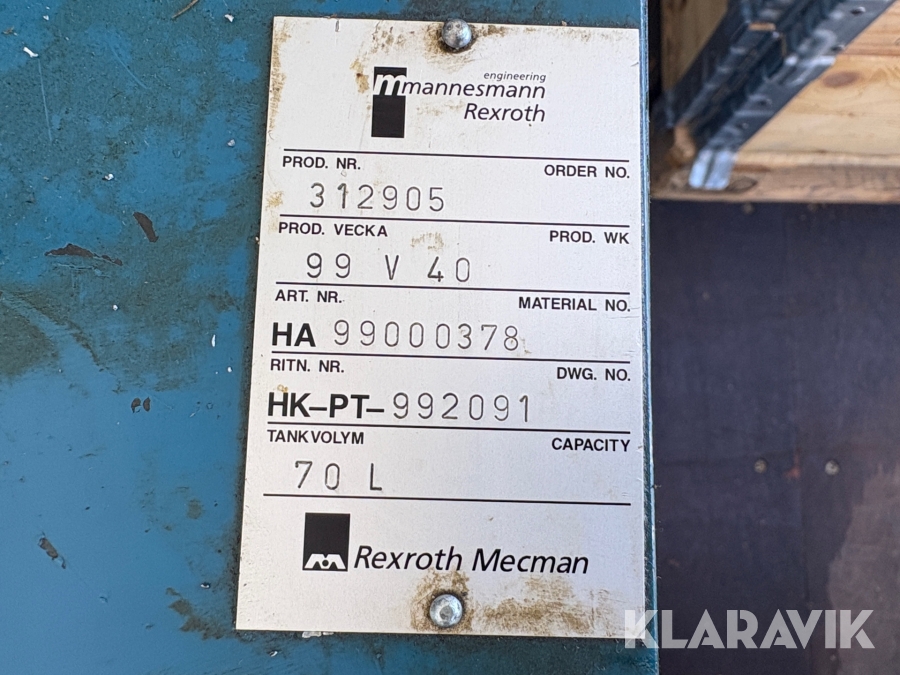 engineering
mannesmann
Rexroth
PROD. NR. ORDER NO.
312905
PROD. VECKA PROD. WK
99 V 40
ART. NR. MATERIAL NO.
HA 99000378
RITN. NR. DWG. NO.
HK-PT-992091
TANKVOLYM CAPACITY
70 L
Rexroth Mecman
KLARAVIK